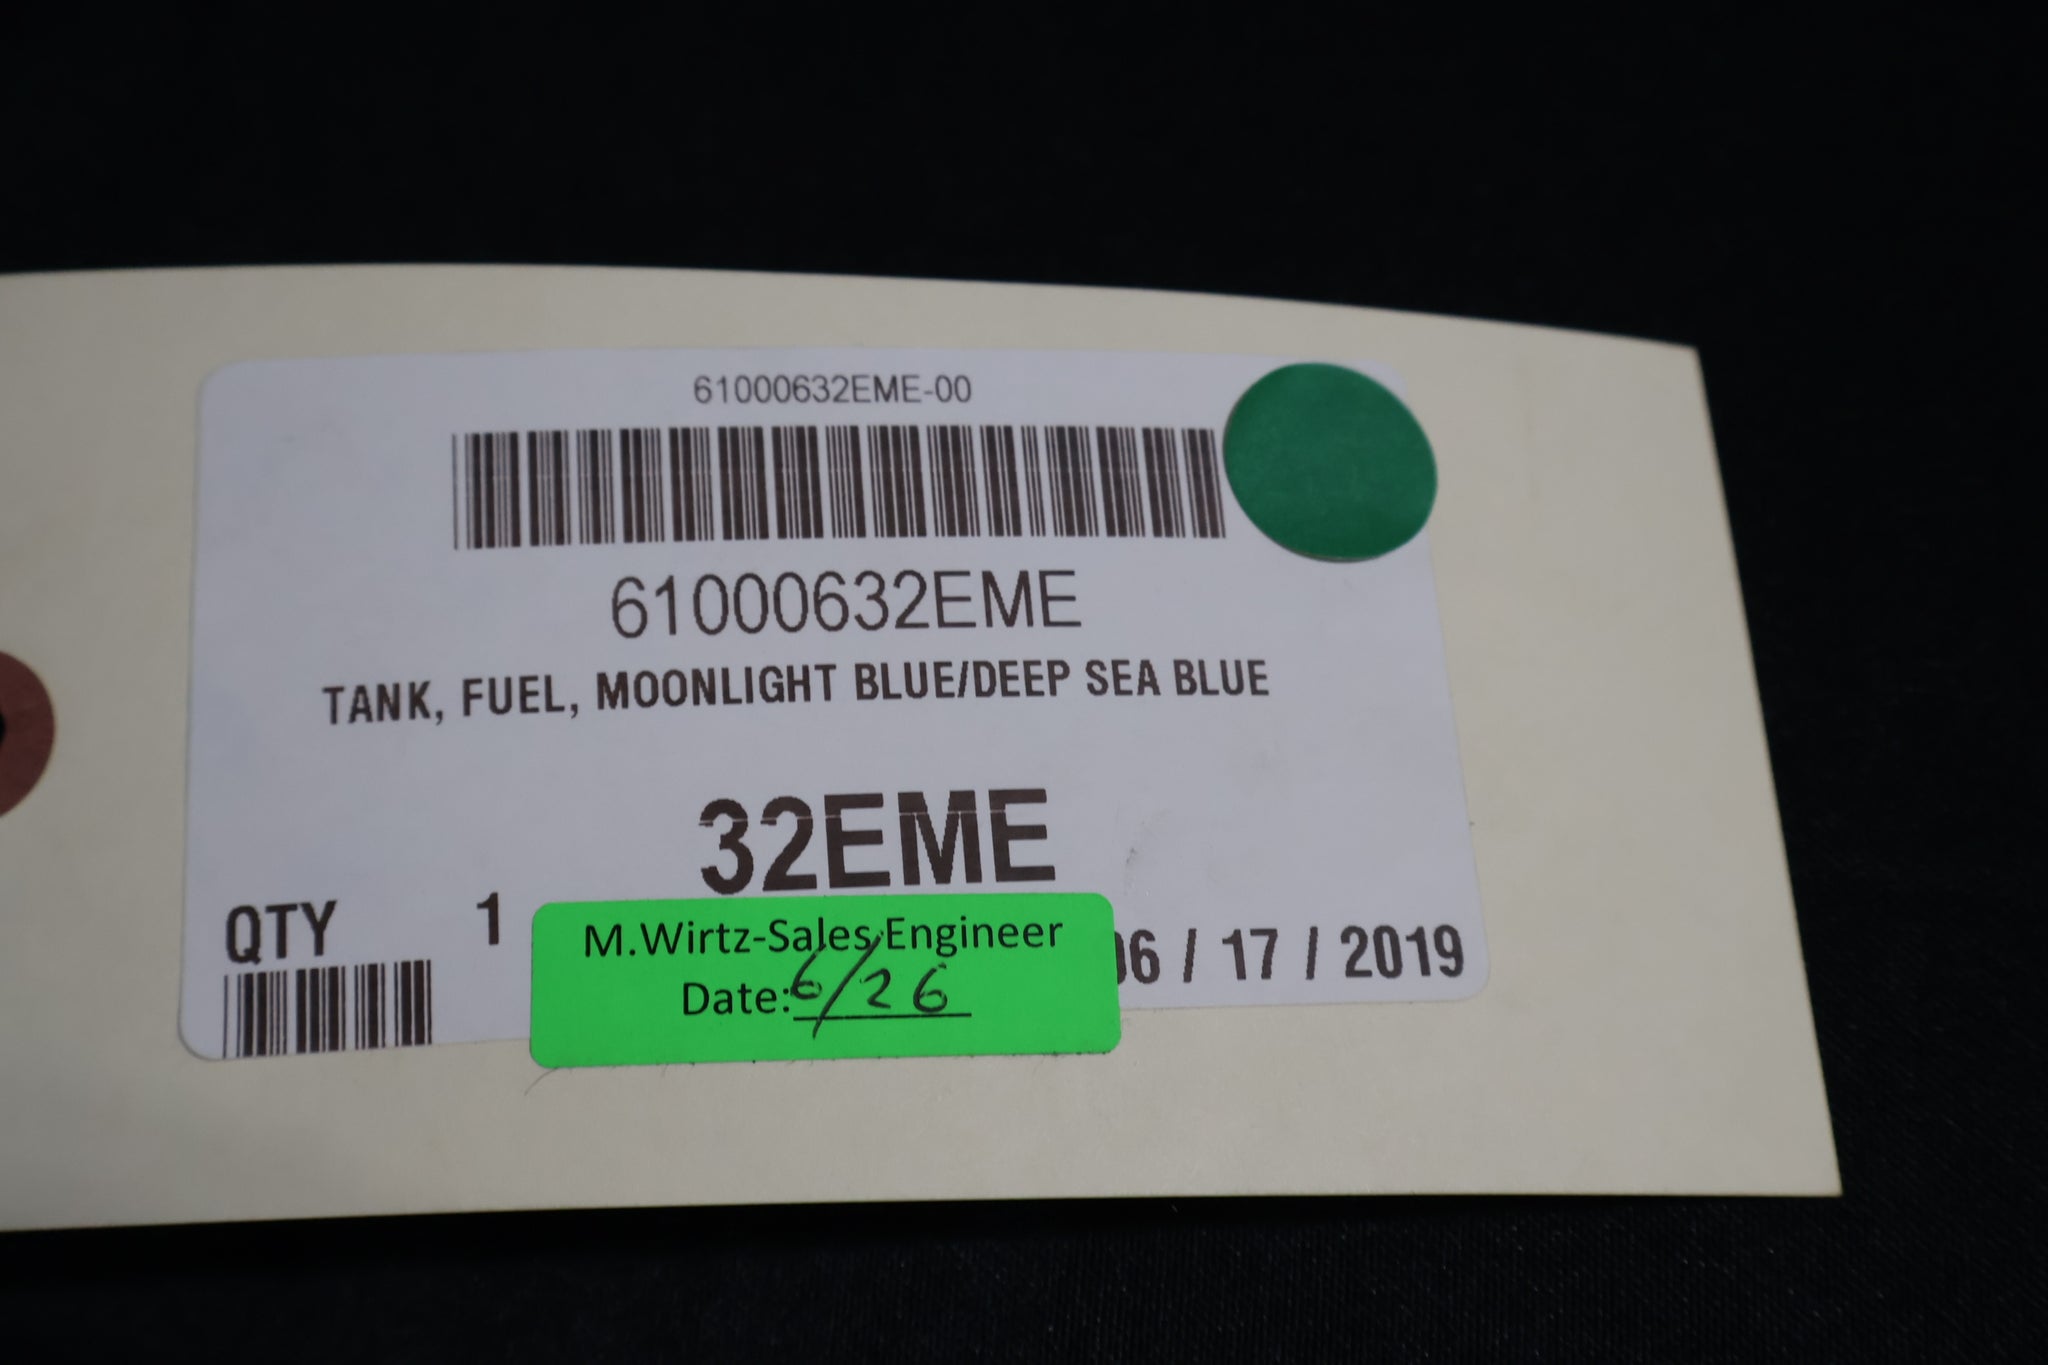 61000632EME-00
61000632EME
TANK, FUEL, MOONLIGHT BLUE/DEEP SEA BLUE
32EME
QTY 1
M.Wirtz-Sales Engineer
Date: 6/26
06 / 17 / 2019